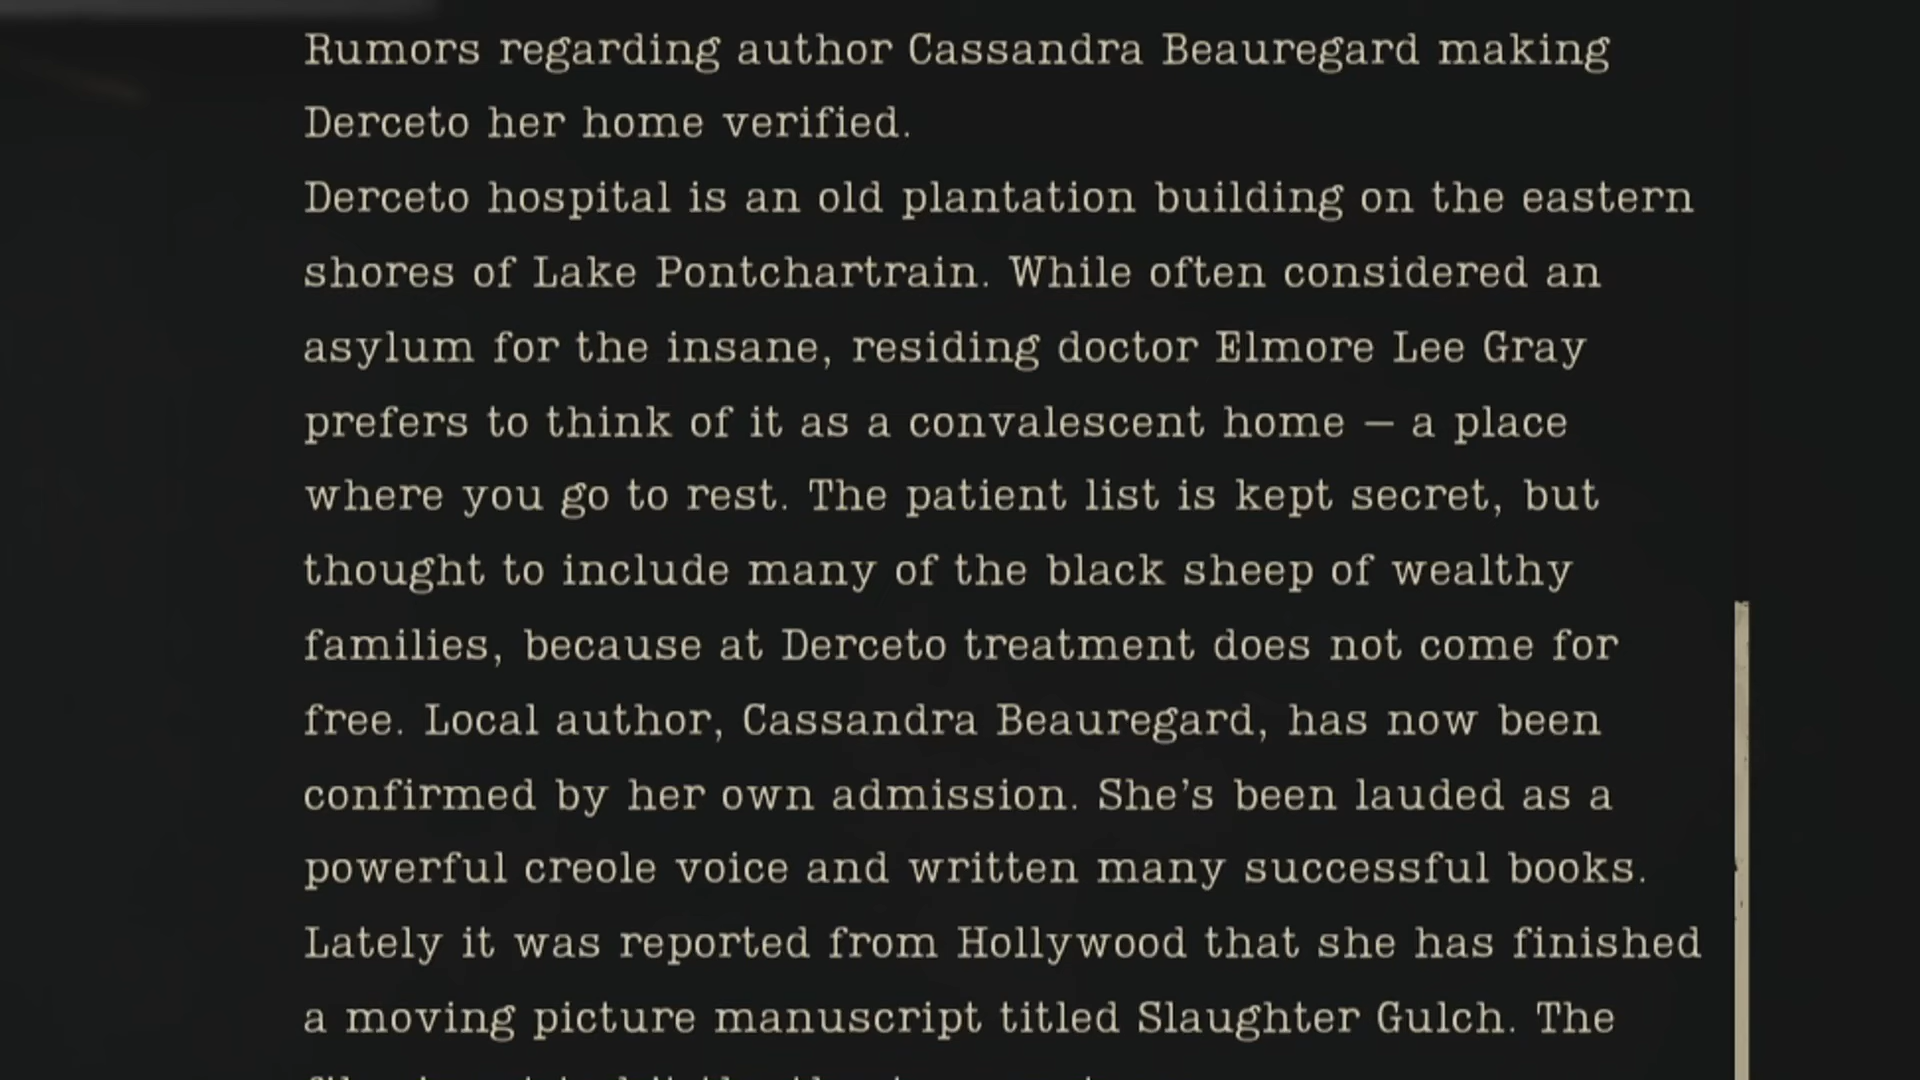 Rumors regarding author Cassandra Beauregard making
Derceto her home verified.
Derceto hospital is an old plantation building on the eastern
shores of Lake Pontchartrain. While often considered an
asylum for the insane, residing doctor Elmore Lee Gray
prefers to think of it as a convalescent home — a place
where you go to rest. The patient list is kept secret, but
thought to include many of the black sheep of wealthy
families, because at Derceto treatment does not come for
free. Local author, Cassandra Beauregard, has now been
confirmed by her own admission. She’s been lauded as a
powerful creole voice and written many successful books.
Lately it was reported from Hollywood that she has finished
a moving picture manuscript titled Slaughter Gulch. The